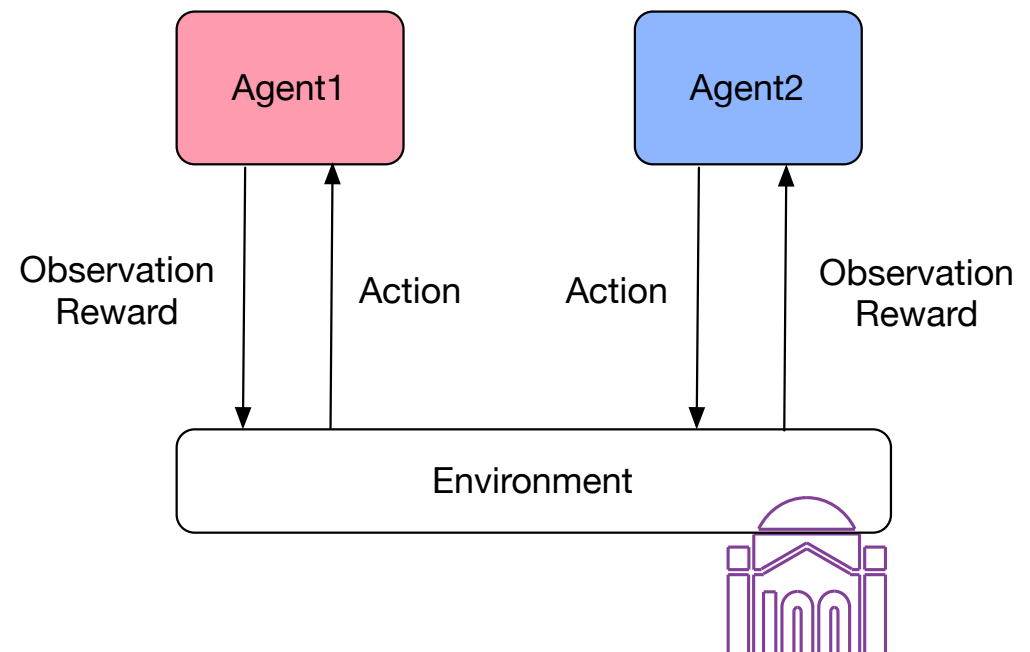 Agent1
Agent2
Observation
Reward
Action
Action
Observation
Reward
Environment